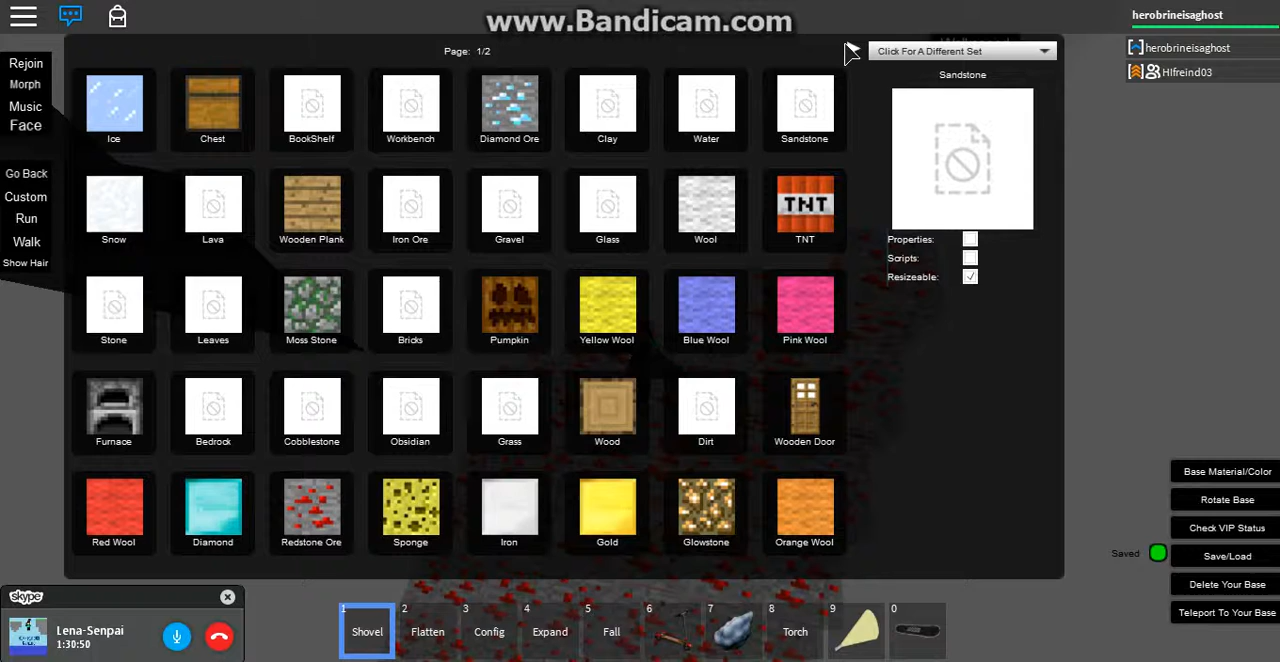 www.Bandicam.com
herobrineisaghost
Page: 1/2
Click For A Different Set
herobrineisaghost
HIfreind03
Rejoin
Morph
Music
Face
Go Back
Custom
Run
Walk
Show Hair
Ice
Chest
BookShelf
Workbench
Diamond Ore
Clay
Water
Sandstone
Snow
Lava
Wooden Plank
Iron Ore
Gravel
Glass
Wool
TNT
TNT
Stone
Leaves
Moss Stone
Bricks
Pumpkin
Yellow Wool
Blue Wool
Pink Wool
Furnace
Bedrock
Cobblestone
Obsidian
Grass
Wood
Dirt
Wooden Door
Red Wool
Diamond
Redstone Ore
Sponge
Iron
Gold
Glowstone
Orange Wool
Sandstone
Properties:
Scripts:
Resizeable:
Base Material/Color
Rotate Base
Check VIP Status
Saved
Save/Load
Delete Your Base
Teleport To Your Base
skype
Lena-Senpai
1:30:50
1
Shovel
2
Flatten
3
Config
4
Expand
5
Fall
6
7
8
Torch
9
0